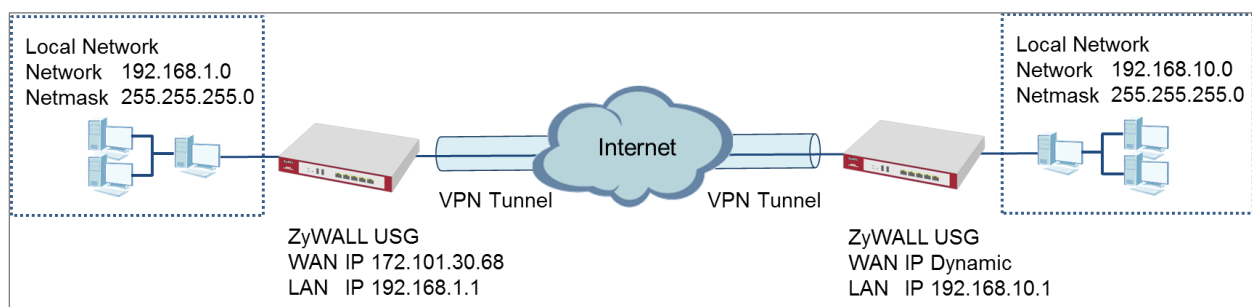 Local Network
Network 192.168.1.0
Netmask 255.255.255.0
Internet
VPN Tunnel
VPN Tunnel
Local Network
Network 192.168.10.0
Netmask 255.255.255.0
ZyWALL USG
WAN IP 172.101.30.68
LAN IP 192.168.1.1
ZyWALL USG
WAN IP Dynamic
LAN IP 192.168.10.1